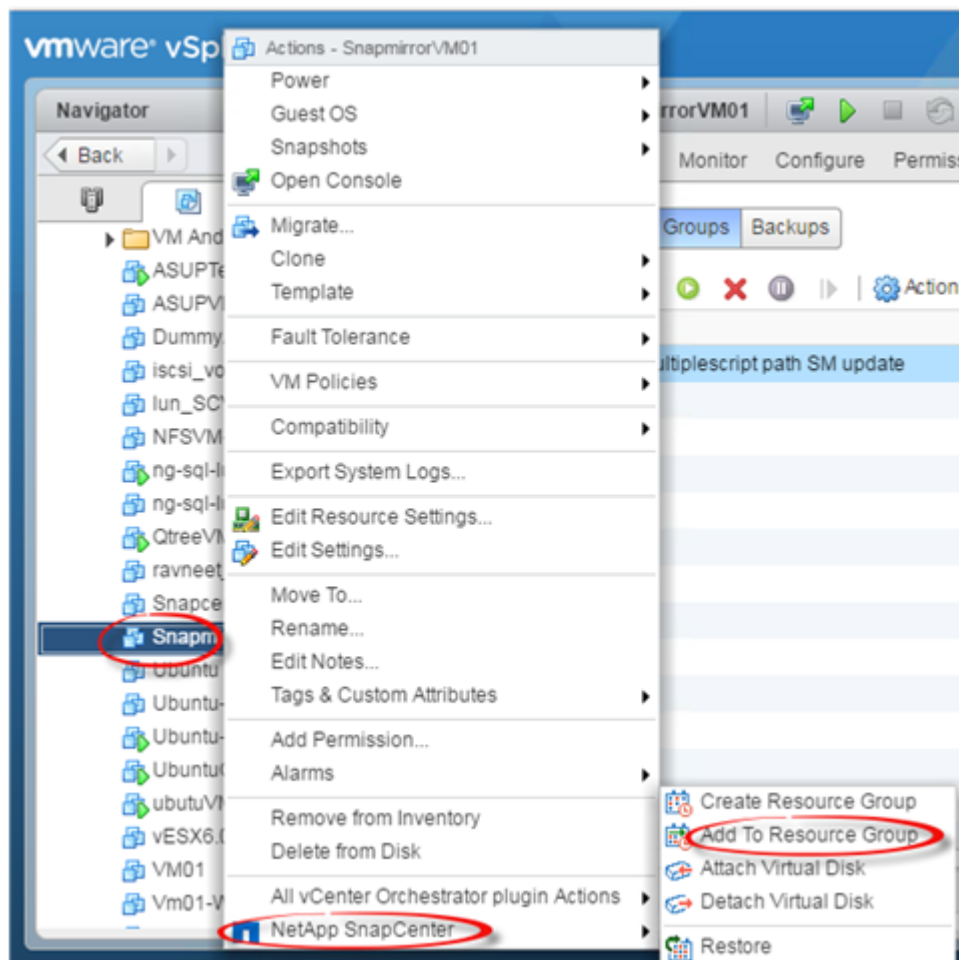 vmware vSp
Actions - SnapmirrorVM01
Power
Guest OS
Snapshots
Open Console
Migrate...
Clone
Template
Fault Tolerance
VM Policies
Compatibility
Export System Logs...
Edit Resource Settings...
Edit Settings...
Move To...
Rename...
Edit Notes...
Tags & Custom Attributes
Add Permission...
Alarms
Remove from Inventory
Delete from Disk
All vCenter Orchestrator plugin Actions
NetApp SnapCenter
Create Resource Group
Add To Resource Group
Attach Virtual Disk
Detach Virtual Disk
Restore
Navigator
Back
VM And
ASUPTe
ASUPV
Dummy
iscsi_vo
lun_SC
NFSVM
ng-sql-l
ng-sql-l
QtreeV
ravneet
Snapce
Snapm
Ubuntu
Ubuntu-
Ubuntu-
Ubuntu
ubutuV
vESX6.
VM01
Vm01-
rrorVM01
Monitor Configure Permiss
Groups Backups
Action
ultiplescript path SM update